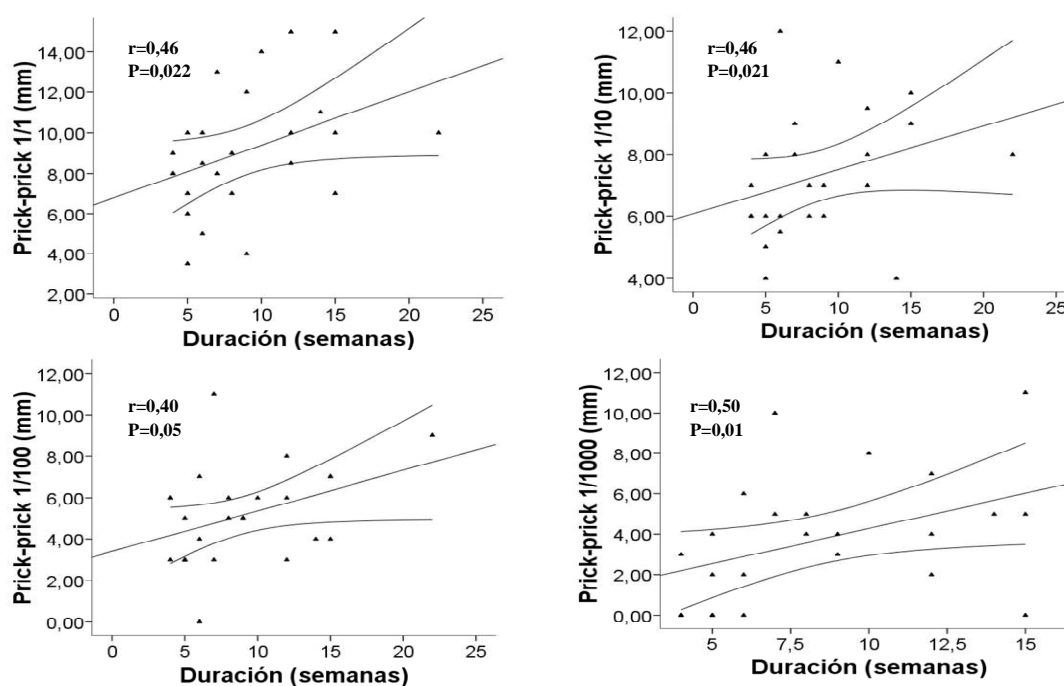 r=0,46
P=0,022
Prick-prick 1/1 (mm)
14,00
12,00
10,00
8,00
6,00
4,00
2,00
0 5 10 15 20 25
Duración (semanas)
r=0,46
P=0,021
Prick-prick 1/10 (mm)
12,00
10,00
8,00
6,00
4,00
0 5 10 15 20 25
Duración (semanas)
r=0,40
P=0,05
Prick-prick 1/100 (mm)
12,00
10,00
8,00
6,00
4,00
2,00
0,00
0 5 10 15 20 25
Duración (semanas)
r=0,50
P=0,01
Prick-prick 1/1000 (mm)
12,00
10,00
8,00
6,00
4,00
2,00
0,00
5 7,5 10 12,5 15
Duración (semanas)